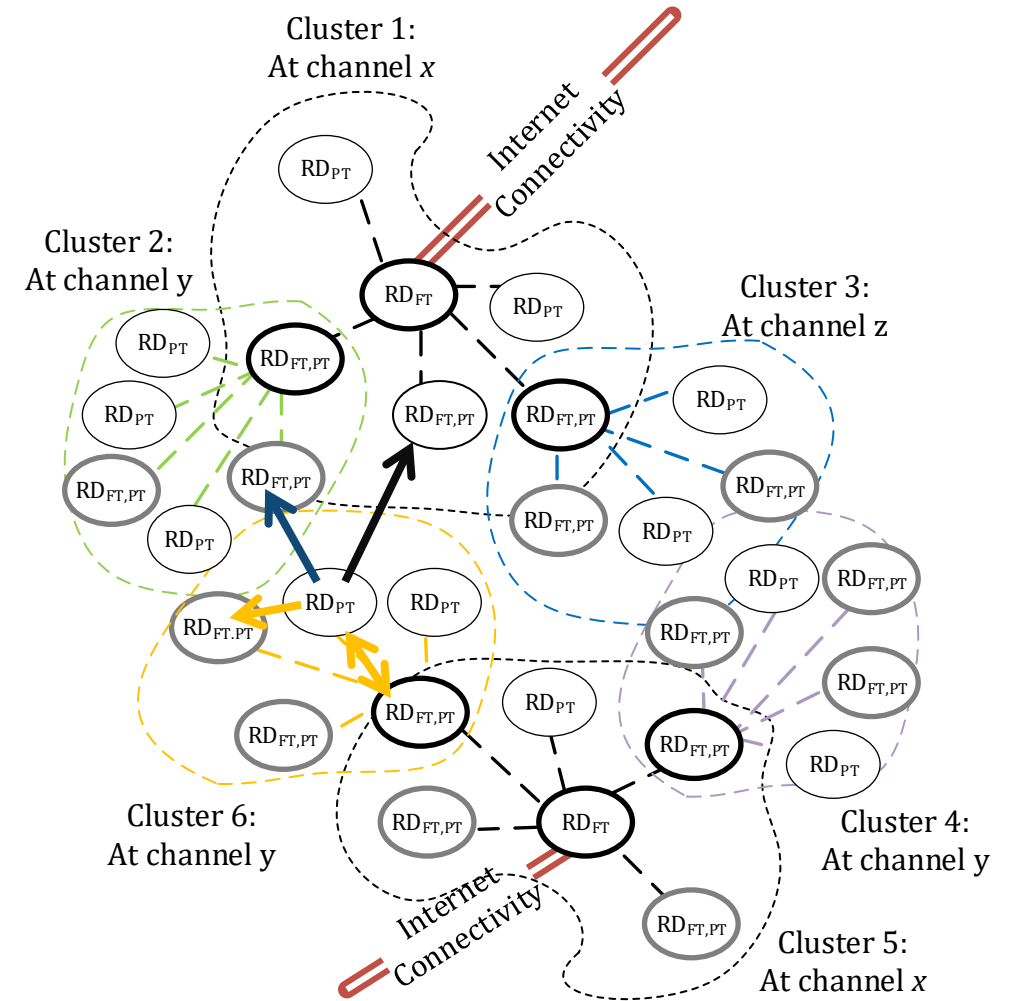 Cluster 1:
At channel x
Internet
Connectivity
RDPT
Cluster 2:
At channel y
RDFT
RDPT
Cluster 3:
At channel z
RDPT
RDFT,PT
RDPT
RDFT,PT
RDFT,PT
RDPT
RDFT,PT
RDFT,PT
RDFT,PT
RDPT
RDFT,PT
RDPT
RDPT
RDFT,PT
RDPT
RDPT
RDFT.PT
RDFT,PT
RDPT
RDFT,PT
RDFT,PT
RDFT,PT
RDFT,PT
RDPT
Cluster 6:
At channel y
RDFT,PT
RDFT
Cluster 4:
At channel y
Internet
Connectivity
RDFT,PT
Cluster 5:
At channel x